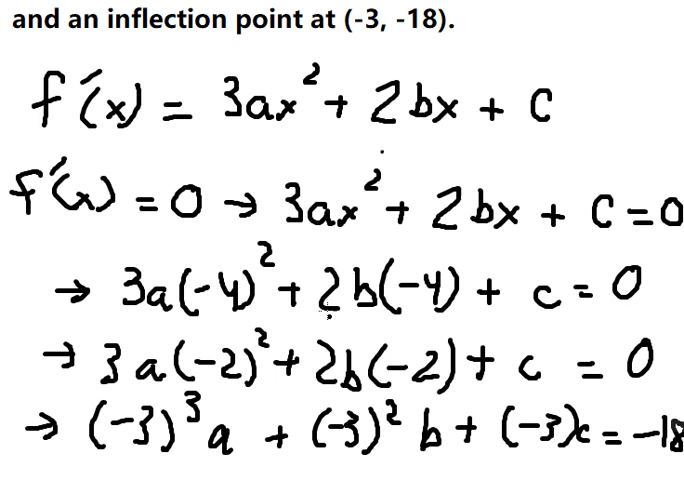 and an inflection point at (-3, -18).
f'(x) = 3ax² + 2bx + c
f'(x) = 0 → 3ax² + 2bx + c = 0
→ 3a(-4)² + 2b(-4) + c = 0
→ 3a(-2)² + 2b(-2) + c = 0
→ (-3)³a + (-3)²b + (-3)c = -18